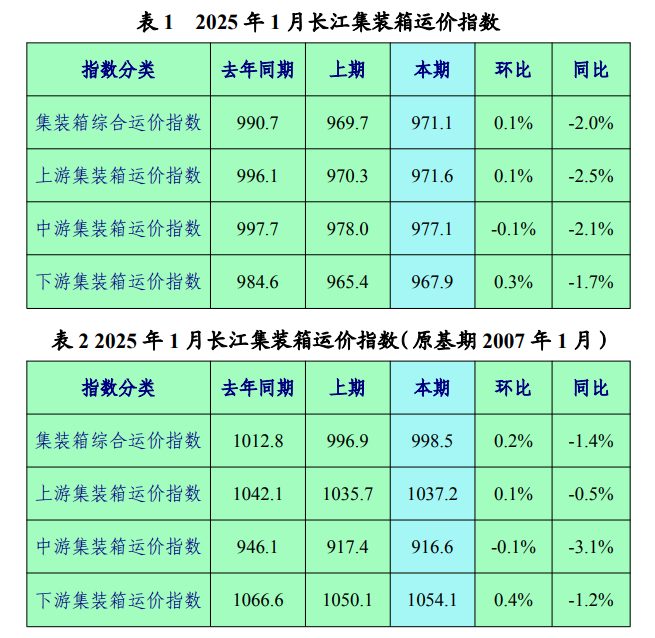 表 1 2025 年 1 月长江集装箱运价指数
指数分类 去年同期 上期 本期 环比 同比
集装箱综合运价指数 990.7 969.7 971.1 0.1% -2.0%
上游集装箱运价指数 996.1 970.3 971.6 0.1% -2.5%
中游集装箱运价指数 997.7 978.0 977.1 -0.1% -2.1%
下游集装箱运价指数 984.6 965.4 967.9 0.3% -1.7%
表 2 2025 年 1 月长江集装箱运价指数（原基期 2007 年 1 月）
指数分类 去年同期 上期 本期 环比 同比
集装箱综合运价指数 1012.8 996.9 998.5 0.2% -1.4%
上游集装箱运价指数 1042.1 1035.7 1037.2 0.1% -0.5%
中游集装箱运价指数 946.1 917.4 916.6 -0.1% -3.1%
下游集装箱运价指数 1066.6 1050.1 1054.1 0.4% -1.2%